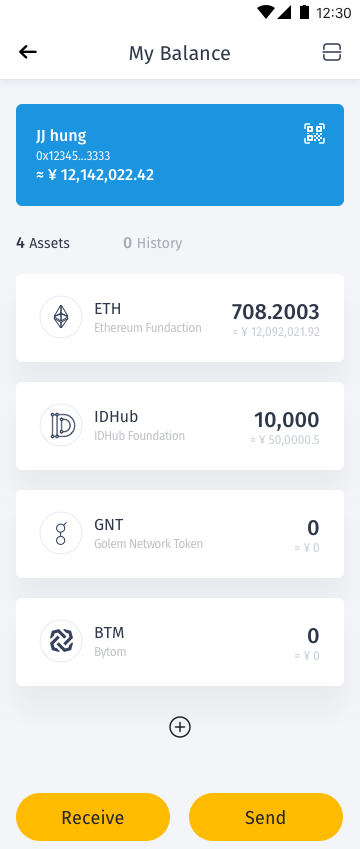 12:30
My Balance
JJ hung
0x12345...3333
≈ ¥ 12,142,022.42
4 Assets
0 History
ETH
708.2003
Ethereum Fundaction
≈ ¥ 12,092,021.92
IDHub
10,000
IDHub Foundation
≈ ¥ 50,0000.5
GNT
0
Golem Network Token
≈ ¥ 0
BTM
0
Bytom
≈ ¥ 0
Receive
Send